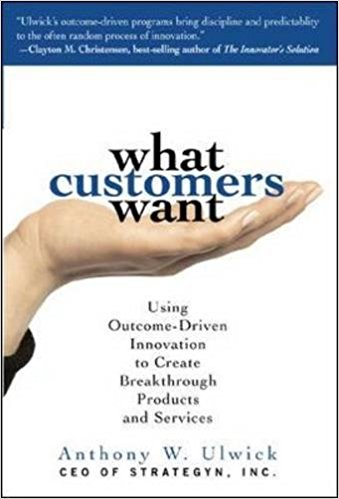 "Ulwick's outcome-driven programs bring discipline and predictability
to the often random process of innovation."
—Clayton M. Christensen, best-selling author of The Innovator's Solution
what
customers
want
Using
Outcome-Driven
Innovation
to Create
Breakthrough
Products
and Services
Anthony W. Ulwick
CEO OF STRATEGYN, INC.